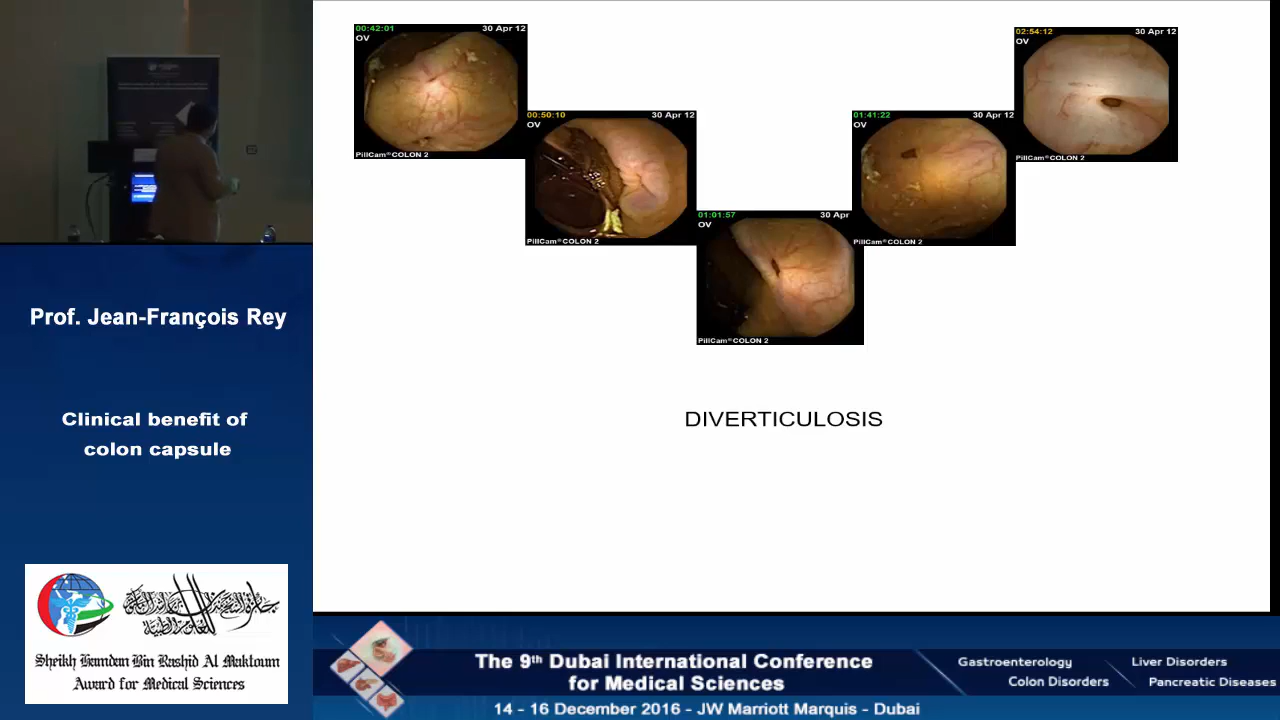 00:42:01 30 Apr 12
OV
PillCam®COLON 2
00:50:10 30 Apr 12
OV
PillCam®COLON 2
01:01:57 30 Apr
OV
PillCam®COLON 2
01:41:22 30 Apr 12
OV
PillCam®COLON 2
02:54:12 30 Apr 12
OV
PillCam®COLON 2
DIVERTICULOSIS
Prof. Jean-François Rey
Clinical benefit of
colon capsule
Sheikh Hamdan Bin Rashid Al Maktoum
Award for Medical Sciences
The 9th Dubai International Conference
for Medical Sciences
14 - 16 December 2016 - JW Marriott Marquis - Dubai
Gastroenterology
Liver Disorders
Colon Disorders
Pancreatic Diseases